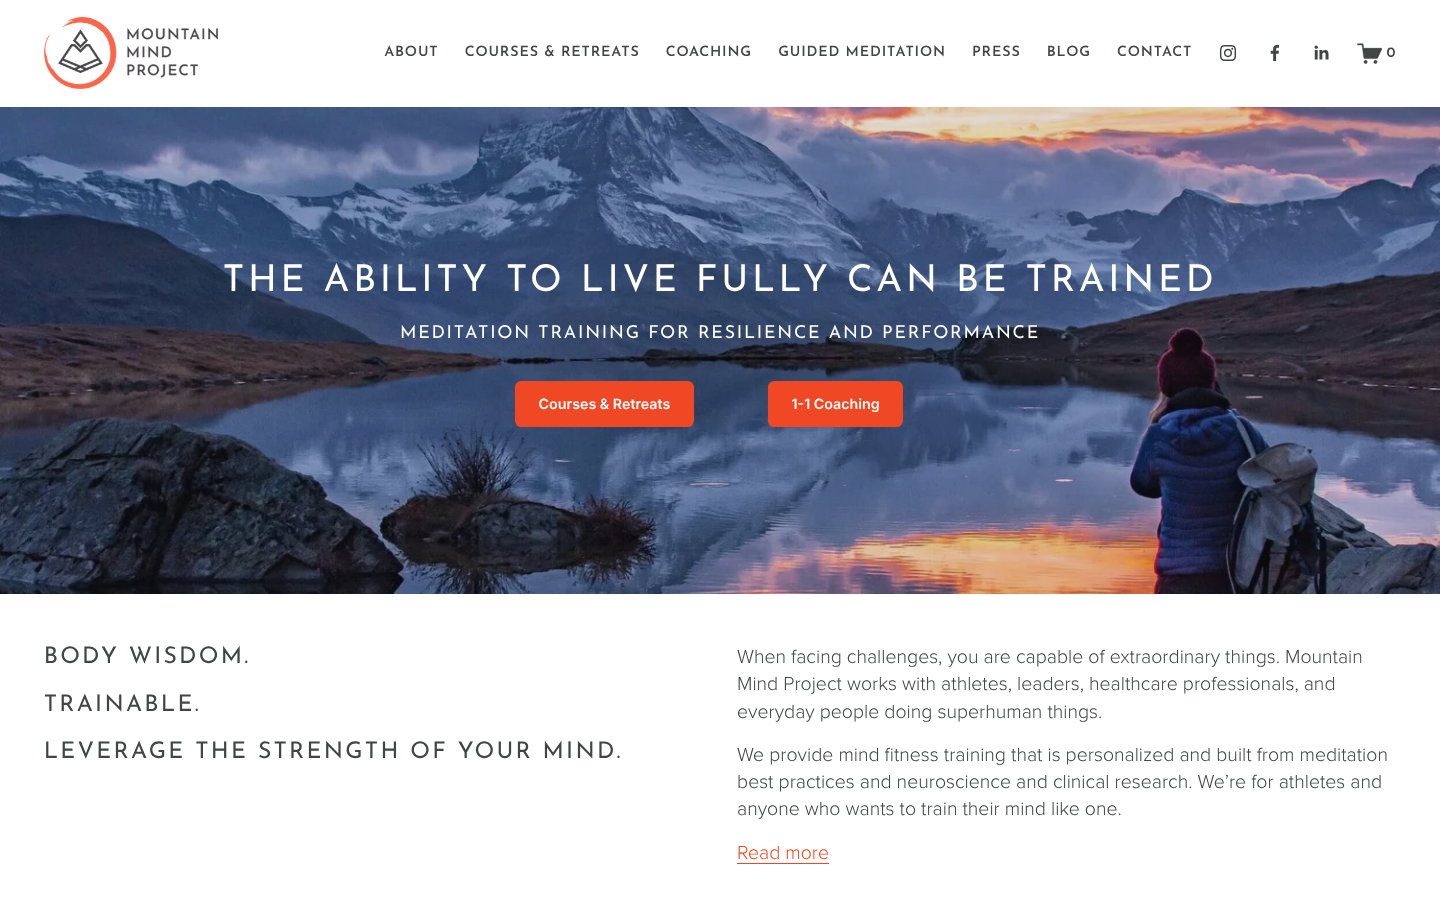 MOUNTAIN
MIND
PROJECT
ABOUT
COURSES & RETREATS
COACHING
GUIDED MEDITATION
PRESS
BLOG
CONTACT
0
THE ABILITY TO LIVE FULLY CAN BE TRAINED
MEDITATION TRAINING FOR RESILIENCE AND PERFORMANCE
Courses & Retreats
1-1 Coaching
BODY WISDOM.
TRAINABLE.
LEVERAGE THE STRENGTH OF YOUR MIND.
When facing challenges, you are capable of extraordinary things. Mountain
Mind Project works with athletes, leaders, healthcare professionals, and
everyday people doing superhuman things.
We provide mind fitness training that is personalized and built from meditation
best practices and neuroscience and clinical research. We’re for athletes and
anyone who wants to train their mind like one.
Read more